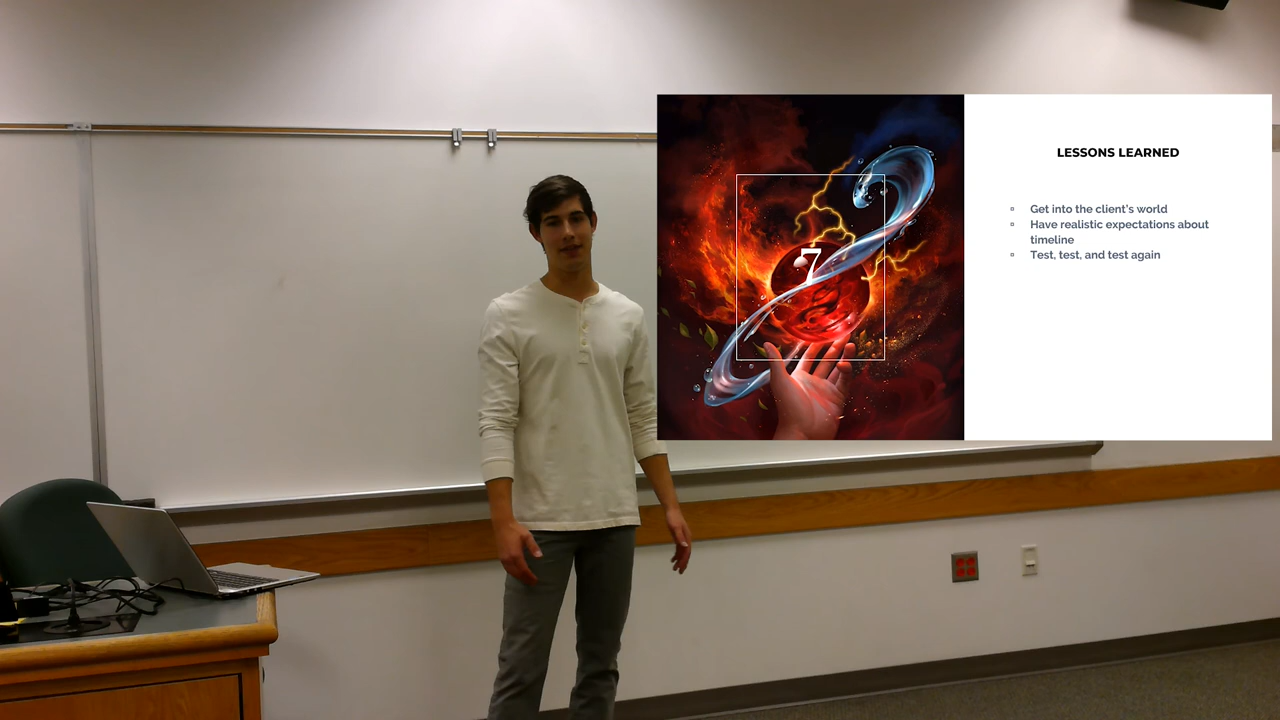 7
LESSONS LEARNED
▫ Get into the client's world
▫ Have realistic expectations about
timeline
▫ Test, test, and test again